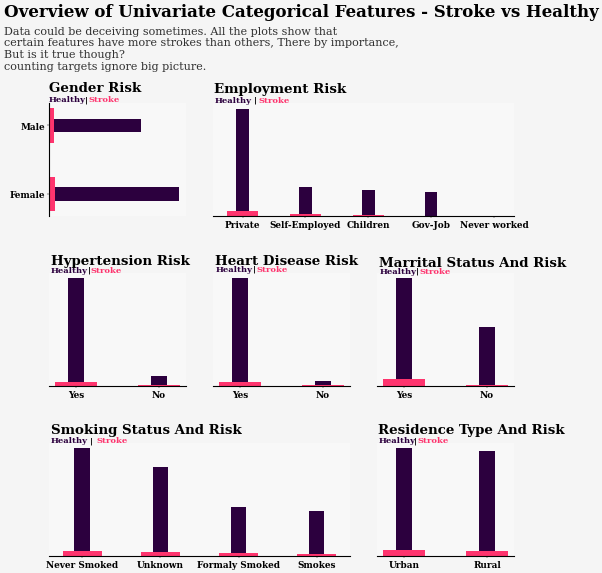 Overview of Univariate Categorical Features - Stroke vs Healthy
Data could be deceiving sometimes. All the plots show that
certain features have more strokes than others, There by importance,
But is it true though?
counting targets ignore big picture.
Gender Risk
Healthy|Stroke
Male
Female
Employment Risk
Healthy | Stroke
Private Self-Employed Children Gov-Job Never worked
Hypertension Risk
Healthy|Stroke
Yes No
Heart Disease Risk
Healthy|Stroke
Yes No
Marrital Status And Risk
Healthy|Stroke
Yes No
Smoking Status And Risk
Healthy | Stroke
Never Smoked Unknown Formaly Smoked Smokes
Residence Type And Risk
Healthy|Stroke
Urban Rural